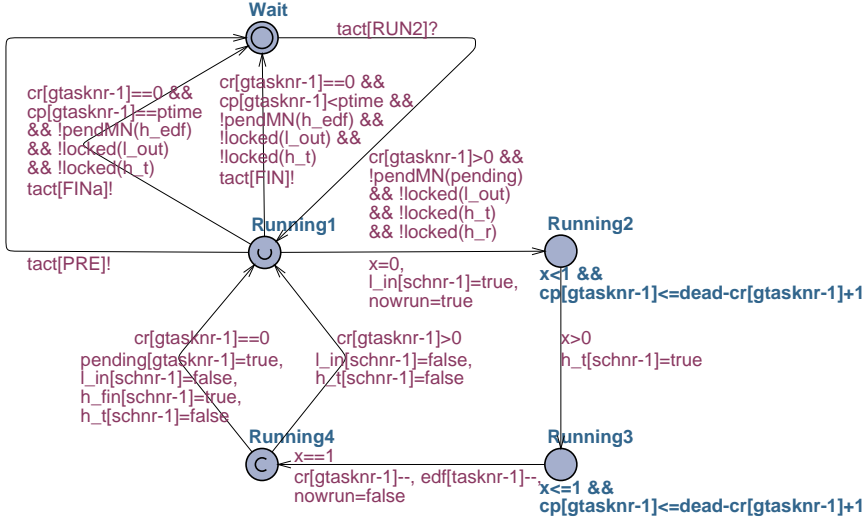 Wait
tact[RUN2]?
cr[gtasknr-1]==0 &&
cp[gtasknr-1]==ptime
&& !pendMN(h_edf)
&& !locked(l_out)
&& !locked(h_t)
tact[FINa]!
cr[gtasknr-1]==0 &&
cp[gtasknr-1]<ptime &&
!pendMN(h_edf) &&
!locked(l_out) &&
!locked(h_t)
tact[FIN]!
cr[gtasknr-1]>0 &&
!pendMN(pending)
&& !locked(l_out)
&& !locked(h_t)
&& !locked(h_r)
Running1
Running2
tact[PRE]!
x=0,
l_in[schnr-1]=true,
nowrun=true
x<1 &&
cp[gtasknr-1]<=dead-cr[gtasknr-1]+1
cr[gtasknr-1]==0
pending[gtasknr-1]=true,
l_in[schnr-1]=false,
h_fin[schnr-1]=true,
h_t[schnr-1]=false
cr[gtasknr-1]>0
l_in[schnr-1]=false,
h_t[schnr-1]=false
x>0
h_t[schnr-1]=true
Running4
Running3
x==1
cr[gtasknr-1]--, edf[tasknr-1]--,
nowrun=false
x<=1 &&
cp[gtasknr-1]<=dead-cr[gtasknr-1]+1